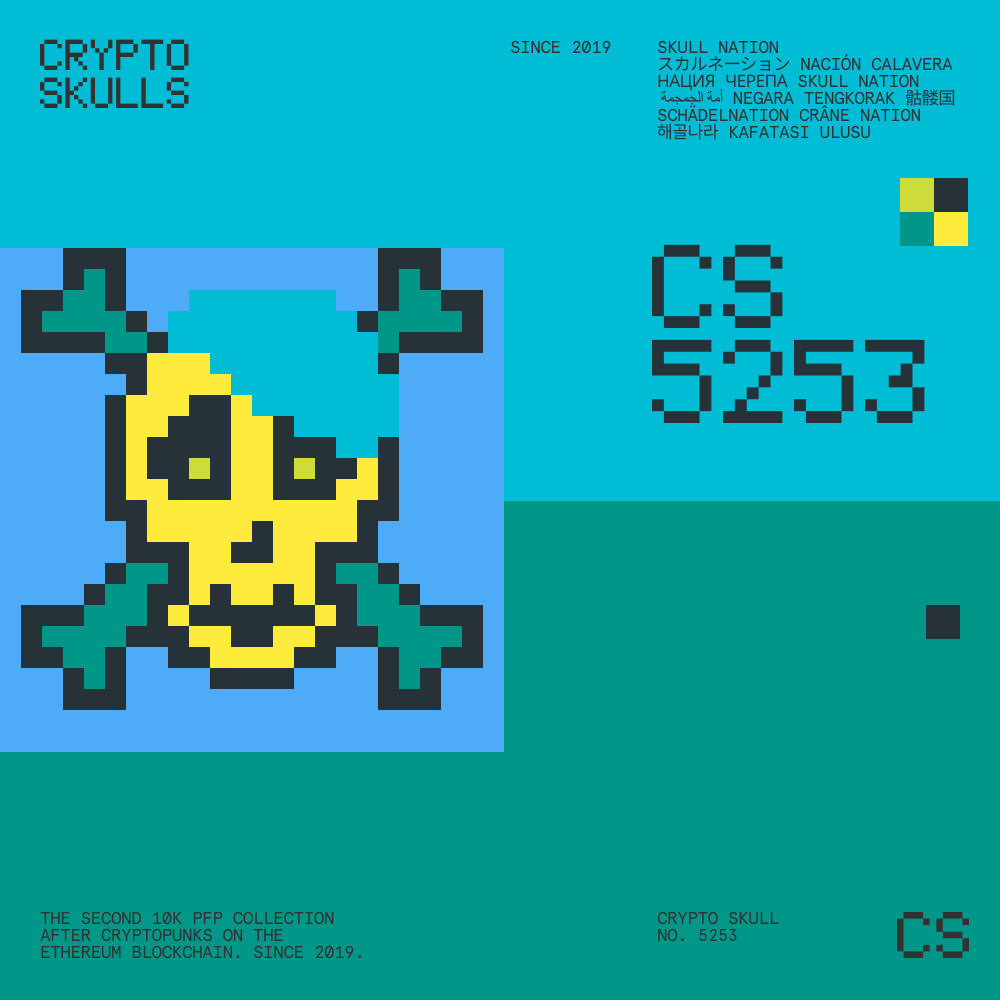 CRYPTO
SKULLS
SINCE 2019
SKULL NATION
スカルネーション NACIÓN CALAVERA
НАЦИЯ ЧЕРЕПА SKULL NATION
أمة الجمجمة NEGARA TENGKORAK 骷髅国
SCHÄDELNATION CRÂNE NATION
해골나라 KAFATASI ULUSU
CS
5253
THE SECOND 10K PFP COLLECTION
AFTER CRYPTOPUNKS ON THE
ETHEREUM BLOCKCHAIN. SINCE 2019.
CRYPTO SKULL
NO. 5253
CS